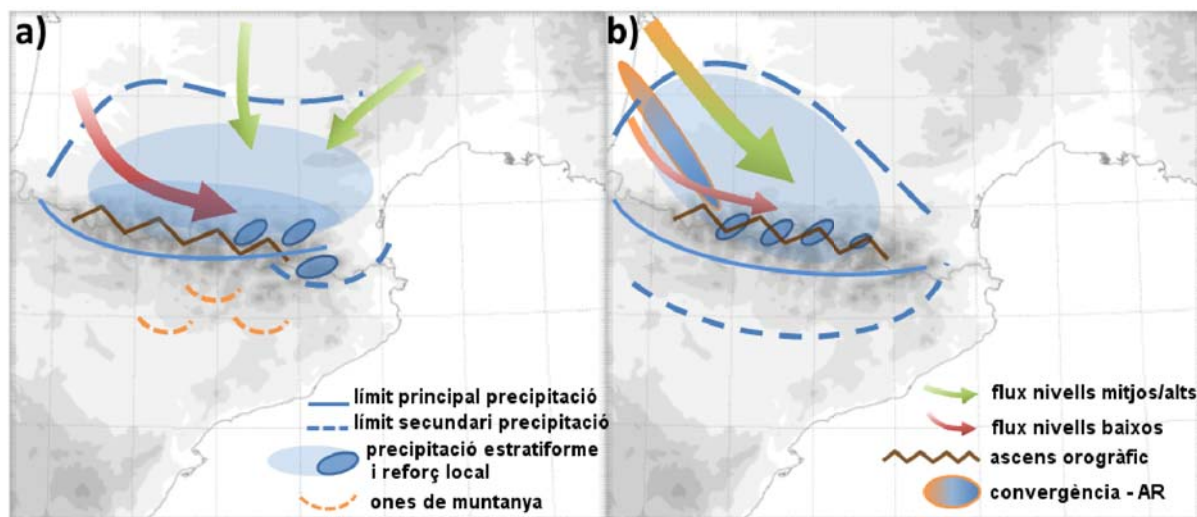 a)
límit principal precipitació
límit secundari precipitació
precipitació estratiforme
i reforç local
ones de muntanya
b)
flux nivells mitjos/alts
flux nivells baixos
ascens orogràfic
convergència - AR